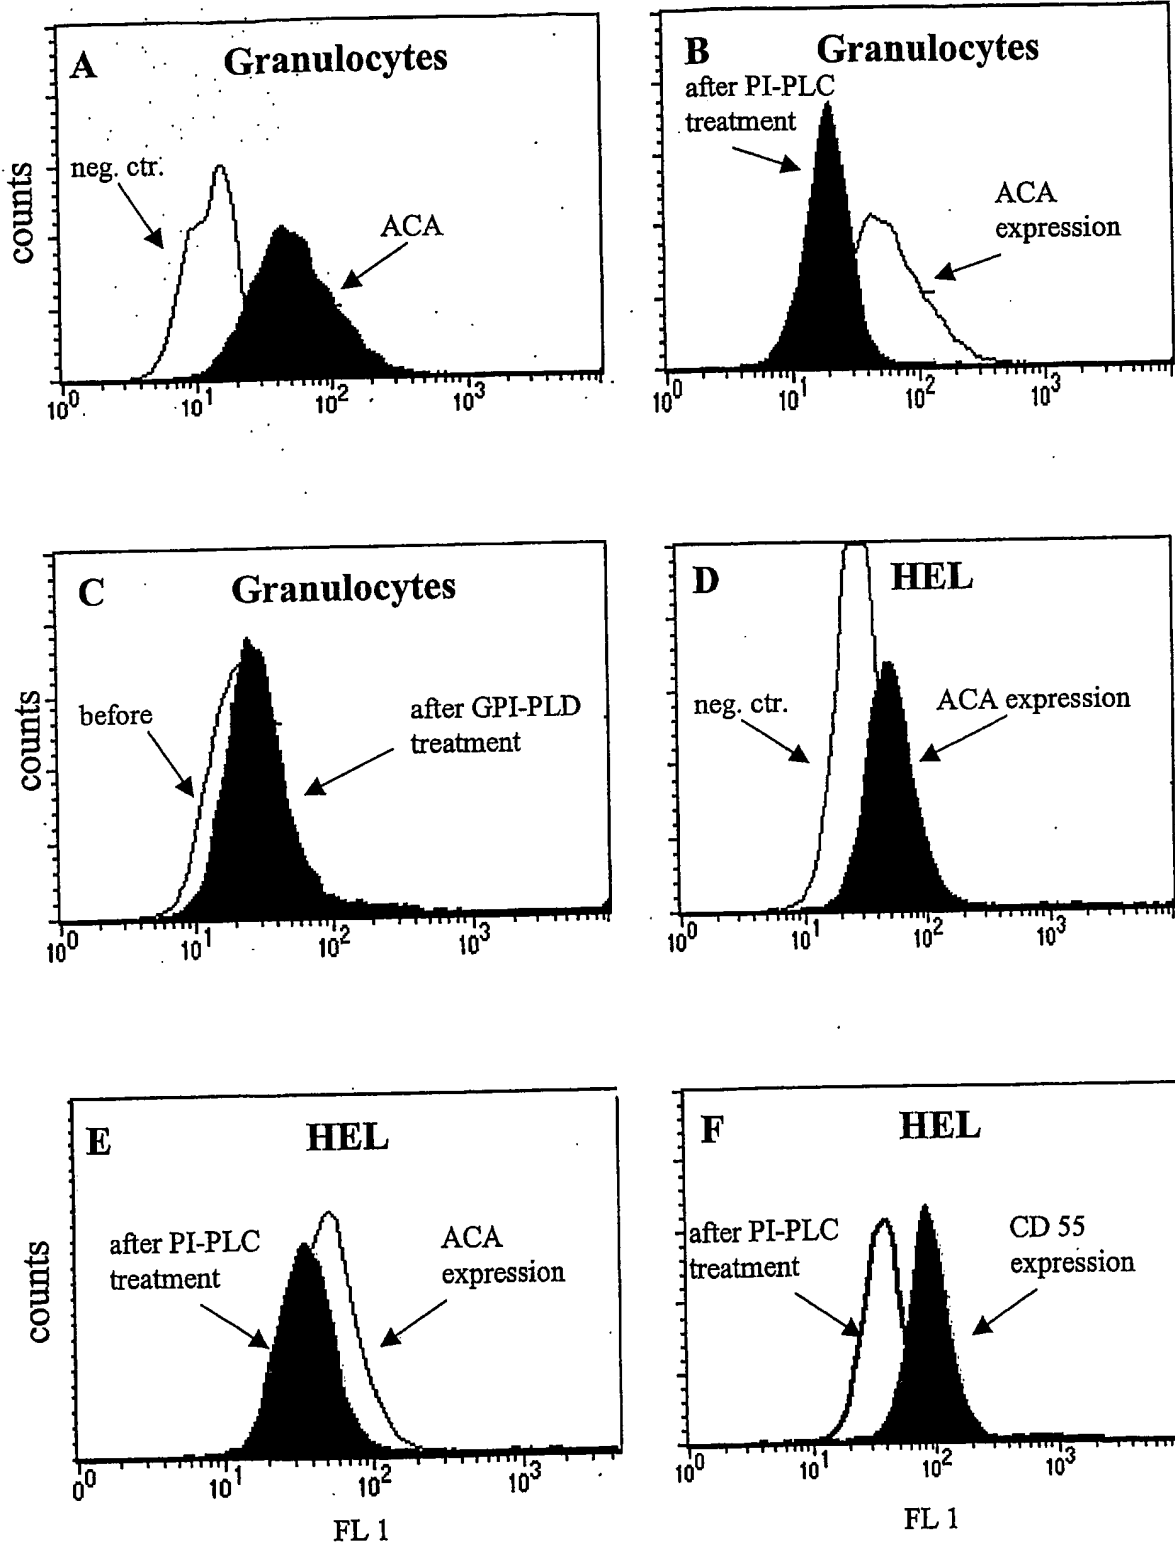 A
Granulocytes
neg. ctr.
ACA
counts
10^0 10^1 10^2 10^3
B
Granulocytes
after PI-PLC
treatment
ACA
expression
10^0 10^1 10^2 10^3
C
Granulocytes
before
after GPI-PLD
treatment
counts
10^0 10^1 10^2 10^3
D
HEL
neg. ctr.
ACA expression
10^0 10^1 10^2 10^3
E
HEL
after PI-PLC
treatment
ACA
expression
counts
0^0 10^1 10^2 10^3
FL 1
F
HEL
after PI-PLC
treatment
CD 55
expression
10^0 10^1 10^2 10^3
FL 1